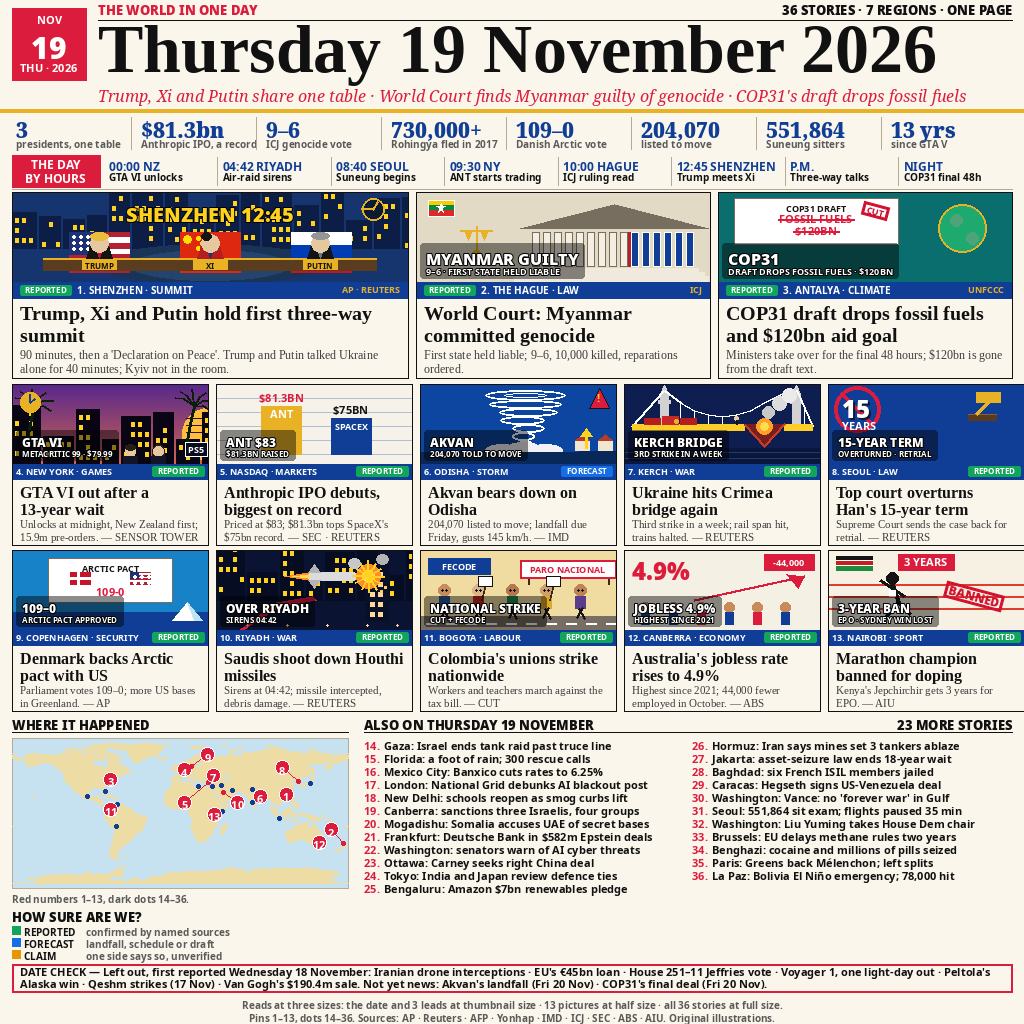 NOV
19
THU · 2026
THE WORLD IN ONE DAY
36 STORIES · 7 REGIONS · ONE PAGE
Thursday 19 November 2026
Trump, Xi and Putin share one table · World Court finds Myanmar guilty of genocide · COP31's draft drops fossil fuels
3
presidents, one table
$81.3bn
Anthropic IPO, a record
9–6
ICJ genocide vote
730,000+
Rohingya fled in 2017
109–0
Danish Arctic vote
204,070
listed to move
551,864
Suneung sitters
13 yrs
since GTA V
THE DAY
BY HOURS
00:00 NZ
GTA VI unlocks
04:42 RIYADH
Air-raid sirens
08:40 SEOUL
Suneung begins
09:30 NY
ANT starts trading
10:00 HAGUE
ICJ ruling read
12:45 SHENZHEN
Trump meets Xi
P.M.
Three-way talks
NIGHT
COP31 final 48h
SHENZHEN 12:45
TRUMP
XI
PUTIN
REPORTED 1. SHENZHEN · SUMMIT AP · REUTERS
Trump, Xi and Putin hold first three-way
summit
90 minutes, then a 'Declaration on Peace'. Trump and Putin talked Ukraine
alone for 40 minutes; Kyiv not in the room.
MYANMAR GUILTY
9–6 · FIRST STATE HELD LIABLE
REPORTED 2. THE HAGUE · LAW ICJ
World Court: Myanmar
committed genocide
First state held liable; 9–6, 10,000 killed, reparations
ordered.
COP31 DRAFT
FOSSIL FUELS
$120BN
CUT
COP31
DRAFT DROPS FOSSIL FUELS · $120BN
REPORTED 3. ANTALYA · CLIMATE UNFCCC
COP31 draft drops fossil fuels
and $120bn aid goal
Ministers take over for the final 48 hours; $120bn is gone
from the draft text.
GTA VI
METACRITIC 99 · $79.99
PS5
4. NEW YORK · GAMES REPORTED
GTA VI out after a
13-year wait
Unlocks at midnight, New Zealand first;
15.9m pre-orders. — SENSOR TOWER
$81.3BN
ANT
$75BN
SPACEX
ANT $83
$81.3BN RAISED
5. NASDAQ · MARKETS REPORTED
Anthropic IPO debuts,
biggest on record
Priced at $83; $81.3bn tops SpaceX's
$75bn record. — SEC · REUTERS
AKVAN
204,070 TOLD TO MOVE
6. ODISHA · STORM FORECAST
Akvan bears down on
Odisha
204,070 listed to move; landfall due
Friday, gusts 145 km/h. — IMD
KERCH BRIDGE
3RD STRIKE IN A WEEK
7. KERCH · WAR REPORTED
Ukraine hits Crimea
bridge again
Third strike in a week; rail span hit,
trains halted. — REUTERS
15
YEARS
15-YEAR TERM
OVERTURNED · RETRIAL
8. SEOUL · LAW REPORTED
Top court overturns
Han's 15-year term
Supreme Court sends the case back for
retrial. — REUTERS
ARCTIC PACT
109-0
109–0
ARCTIC PACT APPROVED
9. COPENHAGEN · SECURITY REPORTED
Denmark backs Arctic
pact with US
Parliament votes 109–0; more US bases
in Greenland. — AP
OVER RIYADH
SIRENS 04:42
10. RIYADH · WAR REPORTED
Saudis shoot down Houthi
missiles
Sirens at 04:42; missile intercepted,
debris damage. — REUTERS
FECODE
PARO NACIONAL
NATIONAL STRIKE
CUT + FECODE
11. BOGOTA · LABOUR REPORTED
Colombia's unions strike
nationwide
Workers and teachers march against the
tax bill. — CUT
4.9%
-44,000
JOBLESS 4.9%
HIGHEST SINCE 2021
12. CANBERRA · ECONOMY REPORTED
Australia's jobless rate
rises to 4.9%
Highest since 2021; 44,000 fewer
employed in October. — ABS
3 YEARS
BANNED
3-YEAR BAN
EPO · SYDNEY WIN LOST
13. NAIROBI · SPORT REPORTED
Marathon champion
banned for doping
Kenya's Jepchirchir gets 3 years for
EPO. — AIU
WHERE IT HAPPENED
9
4
7
8
3
5
10
6
1
11
13
2
12
Red numbers 1–13, dark dots 14–36.
HOW SURE ARE WE?
REPORTED confirmed by named sources
FORECAST landfall, schedule or draft
CLAIM one side says so, unverified
ALSO ON THURSDAY 19 NOVEMBER
23 MORE STORIES
14. Gaza: Israel ends tank raid past truce line
15. Florida: a foot of rain; 300 rescue calls
16. Mexico City: Banxico cuts rates to 6.25%
17. London: National Grid debunks AI blackout post
18. New Delhi: schools reopen as smog curbs lift
19. Canberra: sanctions three Israelis, four groups
20. Mogadishu: Somalia accuses UAE of secret bases
21. Frankfurt: Deutsche Bank in $582m Epstein deals
22. Washington: senators warn of AI cyber threats
23. Ottawa: Carney seeks right China deal
24. Tokyo: India and Japan review defence ties
25. Bengaluru: Amazon $7bn renewables pledge
26. Hormuz: Iran says mines set 3 tankers ablaze
27. Jakarta: asset-seizure law ends 18-year wait
28. Baghdad: six French ISIL members jailed
29. Caracas: Hegseth signs US-Venezuela deal
30. Washington: Vance: no 'forever war' in Gulf
31. Seoul: 551,864 sit exam; flights paused 35 min
32. Washington: Liu Yuming takes House Dem chair
33. Brussels: EU delays methane rules two years
34. Benghazi: cocaine and millions of pills seized
35. Paris: Greens back Mélenchon; left splits
36. La Paz: Bolivia El Niño emergency; 78,000 hit
DATE CHECK — Left out, first reported Wednesday 18 November: Iranian drone interceptions · EU's €45bn loan · House 251–11 Jeffries vote · Voyager 1, one light-day out · Peltola's
Alaska win · Qeshm strikes (17 Nov) · Van Gogh's $190.4m sale. Not yet news: Akvan's landfall (Fri 20 Nov) · COP31's final deal (Fri 20 Nov).
Reads at three sizes: the date and 3 leads at thumbnail size · 13 pictures at half size · all 36 stories at full size.
Pins 1–13, dots 14–36. Sources: AP · Reuters · AFP · Yonhap · IMD · ICJ · SEC · ABS · AIU. Original illustrations.